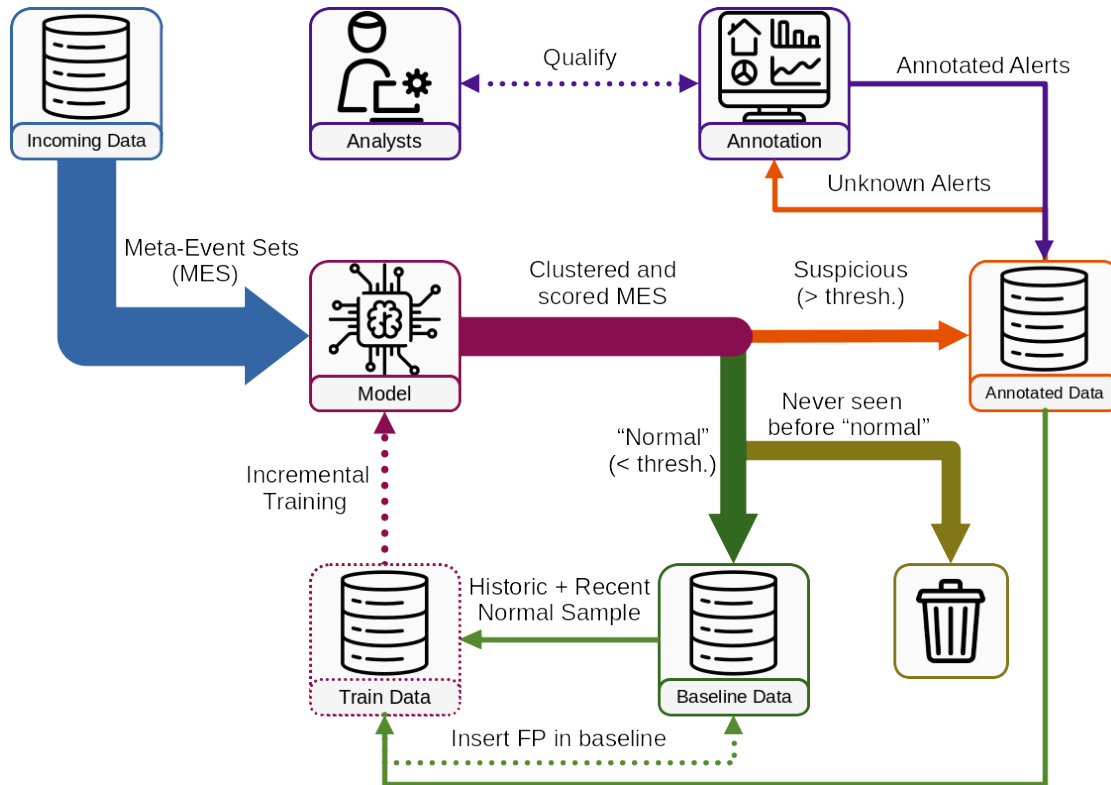 Incoming Data
Analysts
Qualify
Annotation
Annotated Alerts
Unknown Alerts
Meta-Event Sets
(MES)
Model
Clustered and
scored MES
Suspicious
(> thresh.)
Annotated Data
Never seen
before “normal”
“Normal”
(< thresh.)
Incremental
Training
Historic + Recent
Normal Sample
Train Data
Baseline Data
Insert FP in baseline